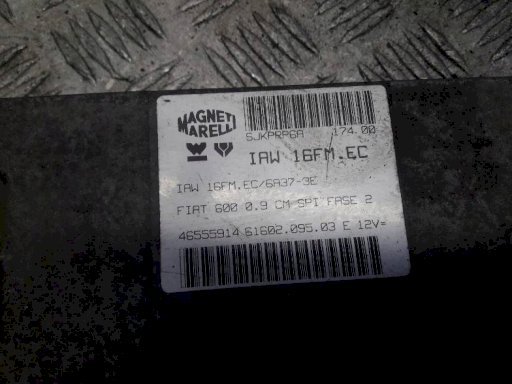 MAGNETI
MARELLI
SJKPRP6A 174.00
IAW 16FM.EC
IAW 16FM.EC/6A37-3E
FIAT 600 0.9 CM SPI FASE 2
46555914 61602.095.03 E 12V=